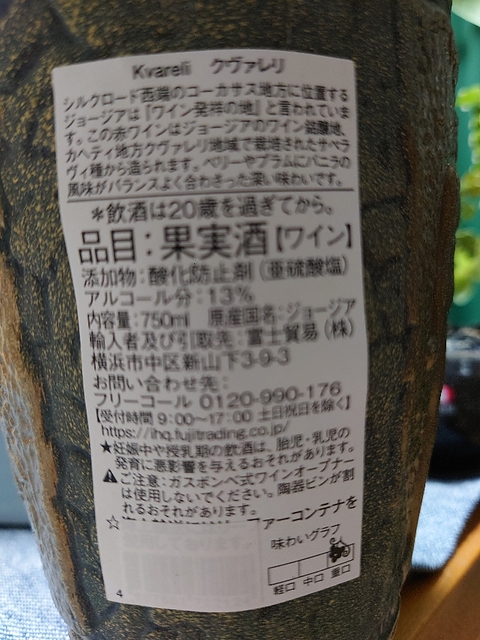 Kvareli クヴァレリ
シルクロード西端のコーカサス地方に位置する
ジョージアは「ワイン発祥の地」と言われていま
す。この赤ワインはジョージアのワイン銘醸地、
カヘティ地方クヴァレリ地域で栽培されたサペラ
ヴィ種から造られます。ベリーやプラムにバニラの
風味がバランスよく合わさった深い味わいです。
＊飲酒は20歳を過ぎてから。
品目：果実酒【ワイン】
添加物：酸化防止剤（亜硫酸塩）
アルコール分：13%
内容量：750ml 原産国名：ジョージア
輸入者及び引取先：富士貿易（株）
横浜市中区新山下3-9-3
お問い合わせ先：
フリーコール 0120-990-176
【受付時間 9：00〜17：00 土日祝日を除く】
https://ihq.fujitrading.co.jp/
★妊娠中や授乳期の飲酒は、胎児・乳児の
発育に悪影響を与えるおそれがあります。
⚠ご注意：ガスボンベ式ワインオープナー
は使用しないでください。陶器ビンが割
れるおそれがあります。
☆ ファーコンテナを
味わいグラフ
軽口 中口 重口
4